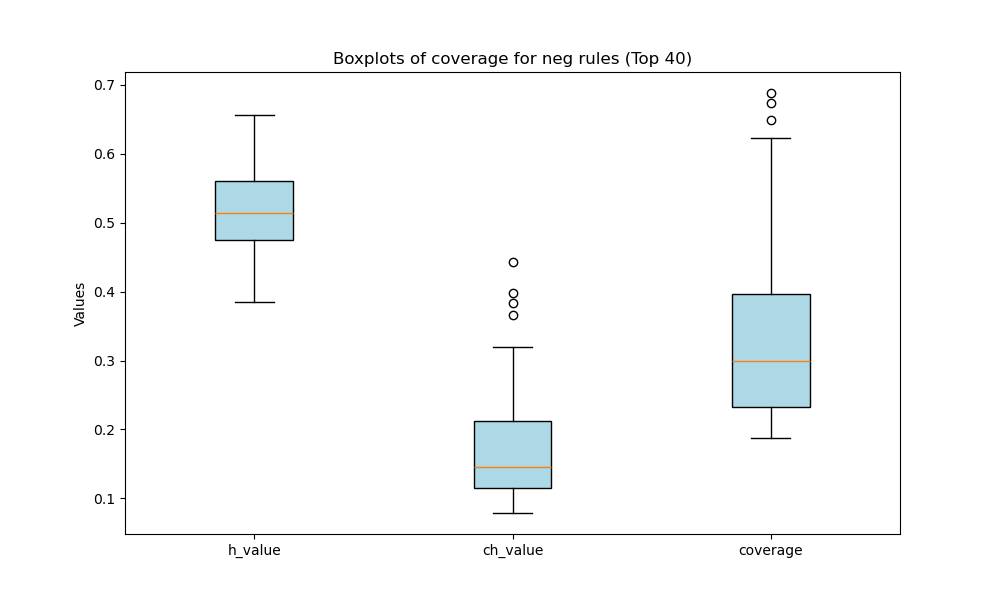 Boxplots of coverage for neg rules (Top 40)
Values
0.7
0.6
0.5
0.4
0.3
0.2
0.1
h_value ch_value coverage